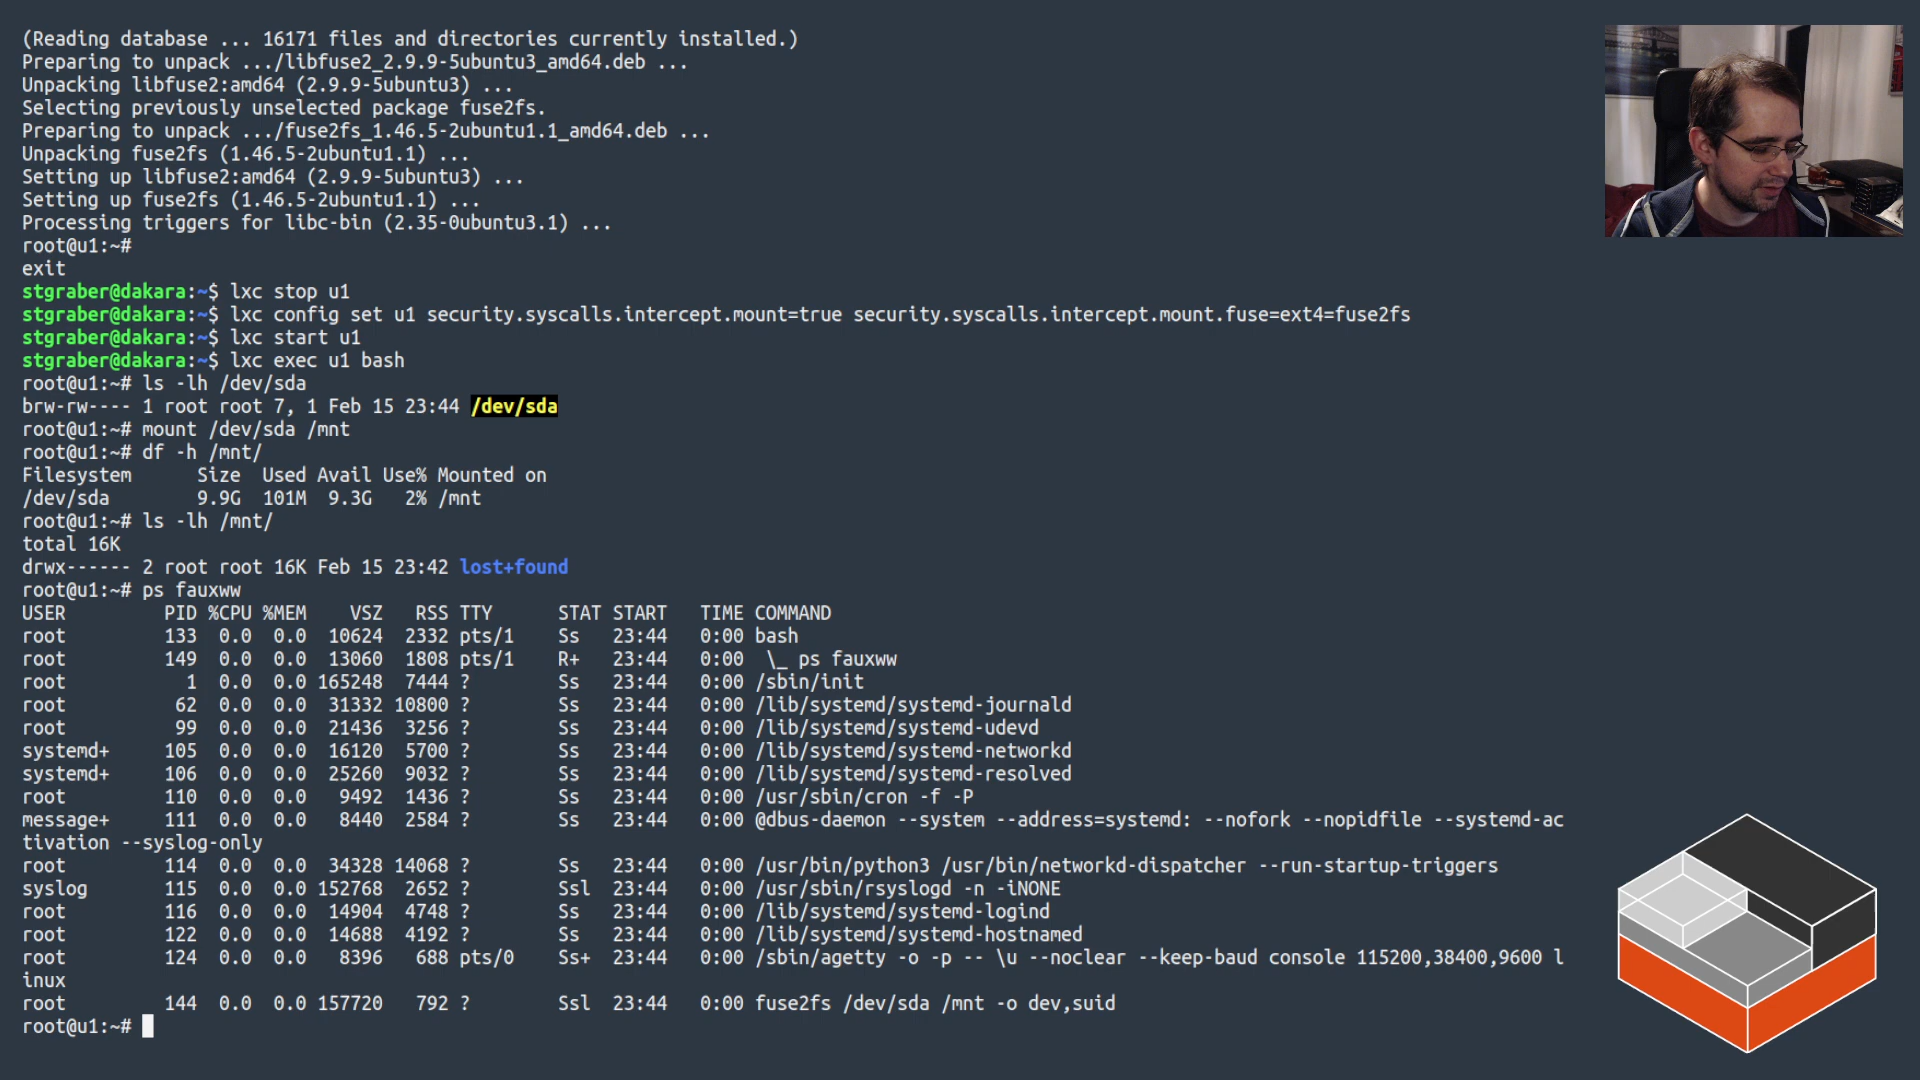 (Reading database ... 16171 files and directories currently installed.)
Preparing to unpack .../libfuse2_2.9.9-5ubuntu3_amd64.deb ...
Unpacking libfuse2:amd64 (2.9.9-5ubuntu3) ...
Selecting previously unselected package fuse2fs.
Preparing to unpack .../fuse2fs_1.46.5-2ubuntu1.1_amd64.deb ...
Unpacking fuse2fs (1.46.5-2ubuntu1.1) ...
Setting up libfuse2:amd64 (2.9.9-5ubuntu3) ...
Setting up fuse2fs (1.46.5-2ubuntu1.1) ...
Processing triggers for libc-bin (2.35-0ubuntu3.1) ...
root@u1:~#
exit
stgraber@dakara:~$ lxc stop u1
stgraber@dakara:~$ lxc config set u1 security.syscalls.intercept.mount=true security.syscalls.intercept.mount.fuse=ext4=fuse2fs
stgraber@dakara:~$ lxc start u1
stgraber@dakara:~$ lxc exec u1 bash
root@u1:~# ls -lh /dev/sda
brw-rw---- 1 root root 7, 1 Feb 15 23:44 /dev/sda
root@u1:~# mount /dev/sda /mnt
root@u1:~# df -h /mnt/
Filesystem      Size  Used Avail Use% Mounted on
/dev/sda        9.9G  101M  9.3G   2% /mnt
root@u1:~# ls -lh /mnt/
total 16K
drwx------ 2 root root 16K Feb 15 23:42 lost+found
root@u1:~# ps fauxww
USER         PID %CPU %MEM    VSZ   RSS TTY      STAT START   TIME COMMAND
root         133  0.0  0.0  10624  2332 pts/1    Ss   23:44   0:00 bash
root         149  0.0  0.0  13060  1808 pts/1    R+   23:44   0:00  \_ ps fauxww
root           1  0.0  0.0 165248  7444 ?        Ss   23:44   0:00 /sbin/init
root          62  0.0  0.0  31332 10800 ?        Ss   23:44   0:00 /lib/systemd/systemd-journald
root          99  0.0  0.0  21436  3256 ?        Ss   23:44   0:00 /lib/systemd/systemd-udevd
systemd+     105  0.0  0.0  16120  5700 ?        Ss   23:44   0:00 /lib/systemd/systemd-networkd
systemd+     106  0.0  0.0  25260  9032 ?        Ss   23:44   0:00 /lib/systemd/systemd-resolved
root         110  0.0  0.0   9492  1436 ?        Ss   23:44   0:00 /usr/sbin/cron -f -P
message+     111  0.0  0.0   8440  2584 ?        Ss   23:44   0:00 @dbus-daemon --system --address=systemd: --nofork --nopidfile --systemd-ac
tivation --syslog-only
root         114  0.0  0.0  34328 14068 ?        Ss   23:44   0:00 /usr/bin/python3 /usr/bin/networkd-dispatcher --run-startup-triggers
syslog       115  0.0  0.0 152768  2652 ?        Ssl  23:44   0:00 /usr/sbin/rsyslogd -n -iNONE
root         116  0.0  0.0  14904  4748 ?        Ss   23:44   0:00 /lib/systemd/systemd-logind
root         122  0.0  0.0  14688  4192 ?        Ss   23:44   0:00 /lib/systemd/systemd-hostnamed
root         124  0.0  0.0   8396   688 pts/0    Ss+  23:44   0:00 /sbin/agetty -o -p -- \u --noclear --keep-baud console 115200,38400,9600 l
inux
root         144  0.0  0.0 157720   792 ?        Ssl  23:44   0:00 fuse2fs /dev/sda /mnt -o dev,suid
root@u1:~#